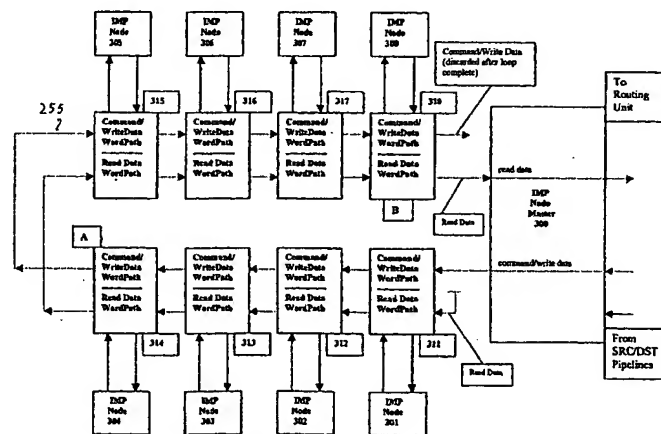 IMP
Node
305
IMP
Node
306
IMP
Node
307
IMP
Node
308
Command/Write Data
(discarded after loop
complete)
To
Routing
Unit
255
315
316
317
318
Command/
WriteData
WordPath
Read Data
WordPath
Command/
WriteData
WordPath
Read Data
WordPath
Command/
WriteData
WordPath
Read Data
WordPath
Command/
WriteData
WordPath
Read Data
WordPath
read data
IMP
Node
Master
300
A
B
Read Data
Command/
WriteData
WordPath
Read Data
WordPath
Command/
WriteData
WordPath
Read Data
WordPath
Command/
WriteData
WordPath
Read Data
WordPath
Command/
WriteData
WordPath
Read Data
WordPath
command/write data
314
313
312
311
Read Data
From
SRC/DST
Pipelines
IMP
Node
304
IMP
Node
303
IMP
Node
302
IMP
Node
301